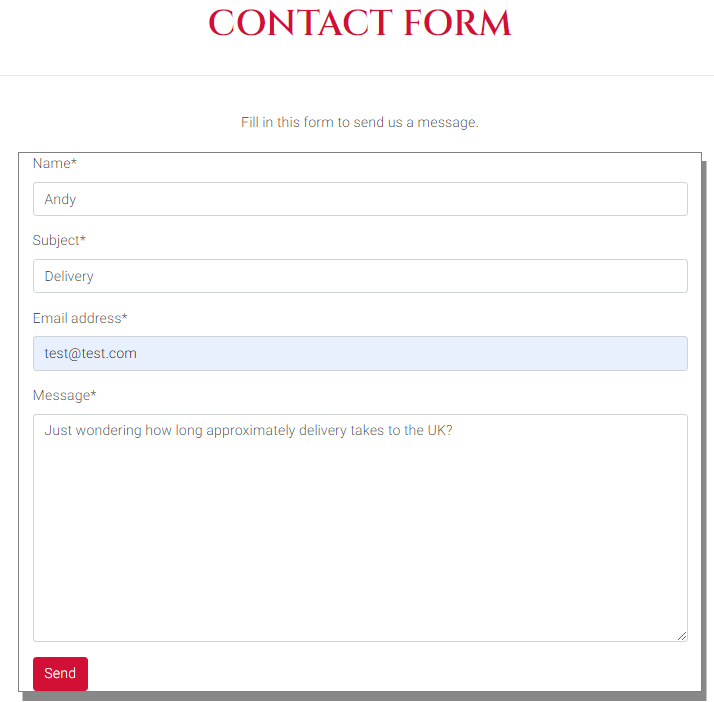 CONTACT FORM
Fill in this form to send us a message.
Name*
Andy
Subject*
Delivery
Email address*
test@test.com
Message*
Just wondering how long approximately delivery takes to the UK?
Send